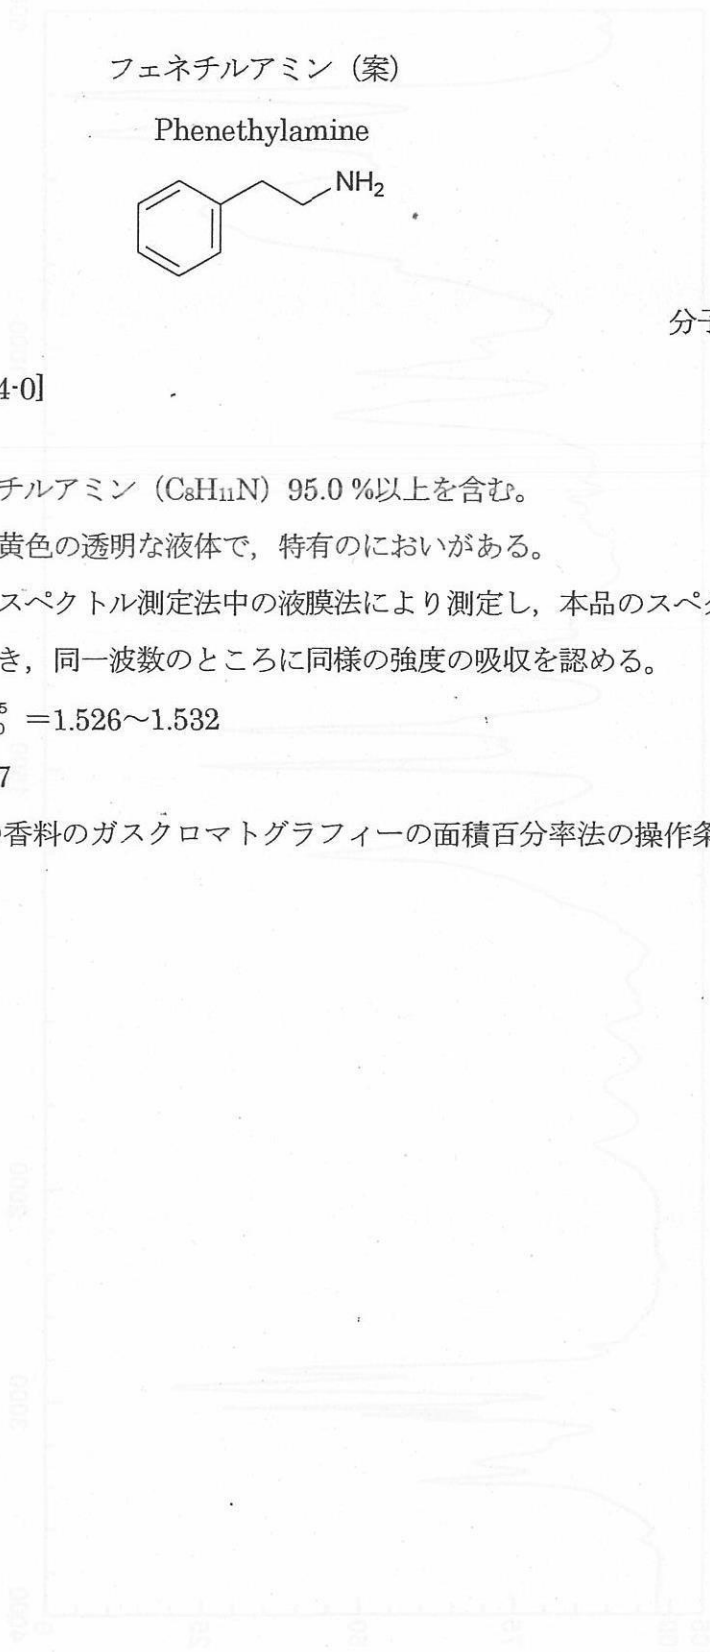 フェネチルアミン（案）
Phenethylamine
NH₂
分子
4-0]
チルアミン（C₈H₁₁N）95.0 %以上を含む。
黄色の透明な液体で，特有のにおいがある。
スペクトル測定法中の液膜法により測定し，本品のスペク
き，同一波数のところに同様の強度の吸収を認める。
＝1.526～1.532
7
香料のガスクロマトグラフィーの面積百分率法の操作条